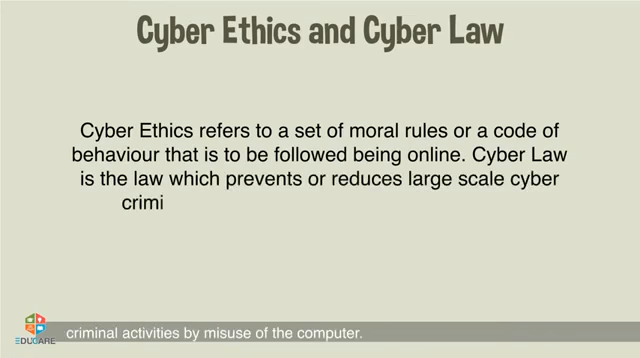 Cyber Ethics and Cyber Law
Cyber Ethics refers to a set of moral rules or a code of
behaviour that is to be followed being online. Cyber Law
is the law which prevents or reduces large scale cyber
crimi
criminal activities by misuse of the computer.
EDUCARE